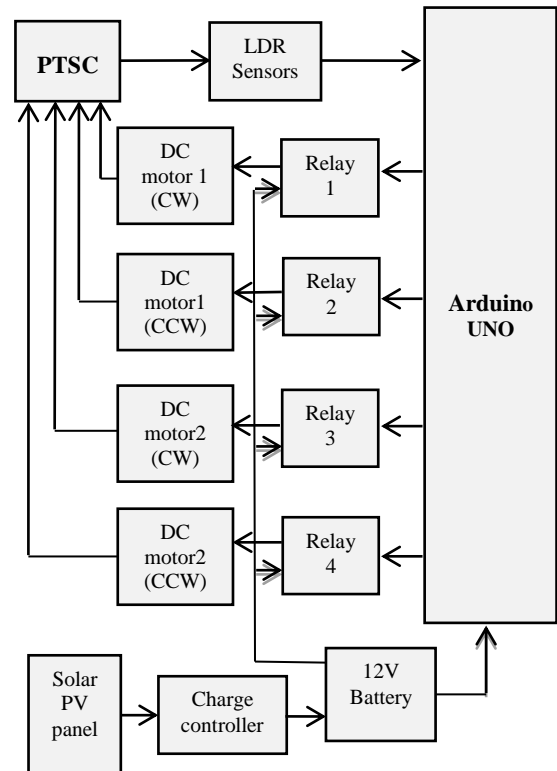 PTSC
LDR
Sensors
DC
motor 1
(CW)
Relay
1
DC
motor1
(CCW)
Relay
2
Arduino
UNO
DC
motor2
(CW)
Relay
3
DC
motor2
(CCW)
Relay
4
Solar
PV
panel
Charge
controller
12V
Battery